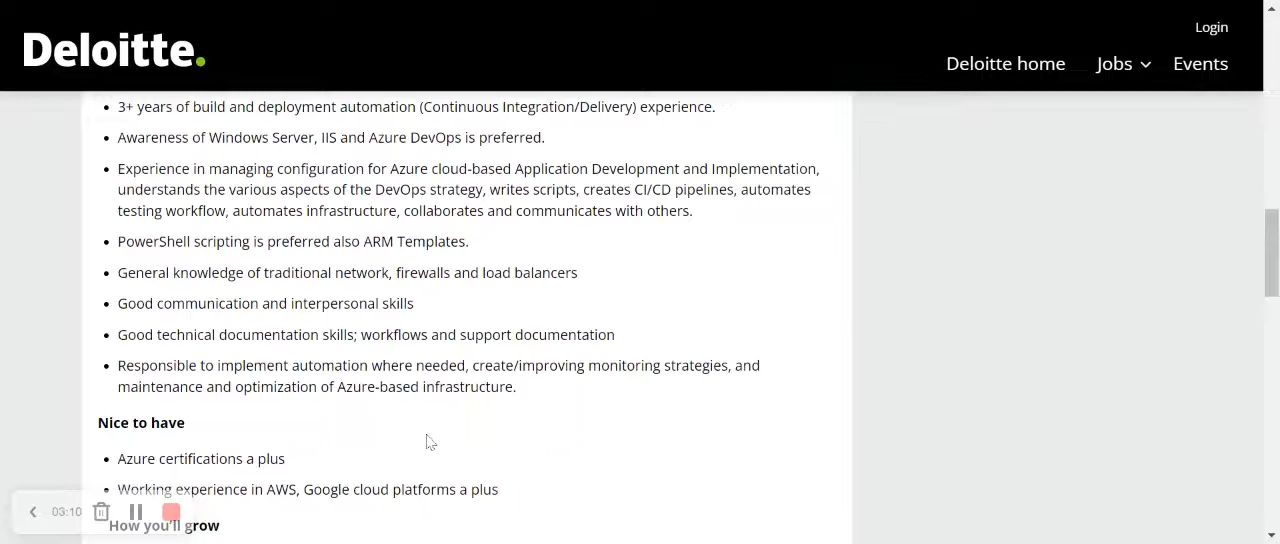 Deloitte.
Login
Deloitte home
Jobs
Events
3+ years of build and deployment automation (Continuous Integration/Delivery) experience.
Awareness of Windows Server, IIS and Azure DevOps is preferred.
Experience in managing configuration for Azure cloud-based Application Development and Implementation,
understands the various aspects of the DevOps strategy, writes scripts, creates CI/CD pipelines, automates
testing workflow, automates infrastructure, collaborates and communicates with others.
PowerShell scripting is preferred also ARM Templates.
General knowledge of traditional network, firewalls and load balancers
Good communication and interpersonal skills
Good technical documentation skills; workflows and support documentation
Responsible to implement automation where needed, create/improving monitoring strategies, and
maintenance and optimization of Azure-based infrastructure.
Nice to have
Azure certifications a plus
Working experience in AWS, Google cloud platforms a plus
03:10
How you'll grow